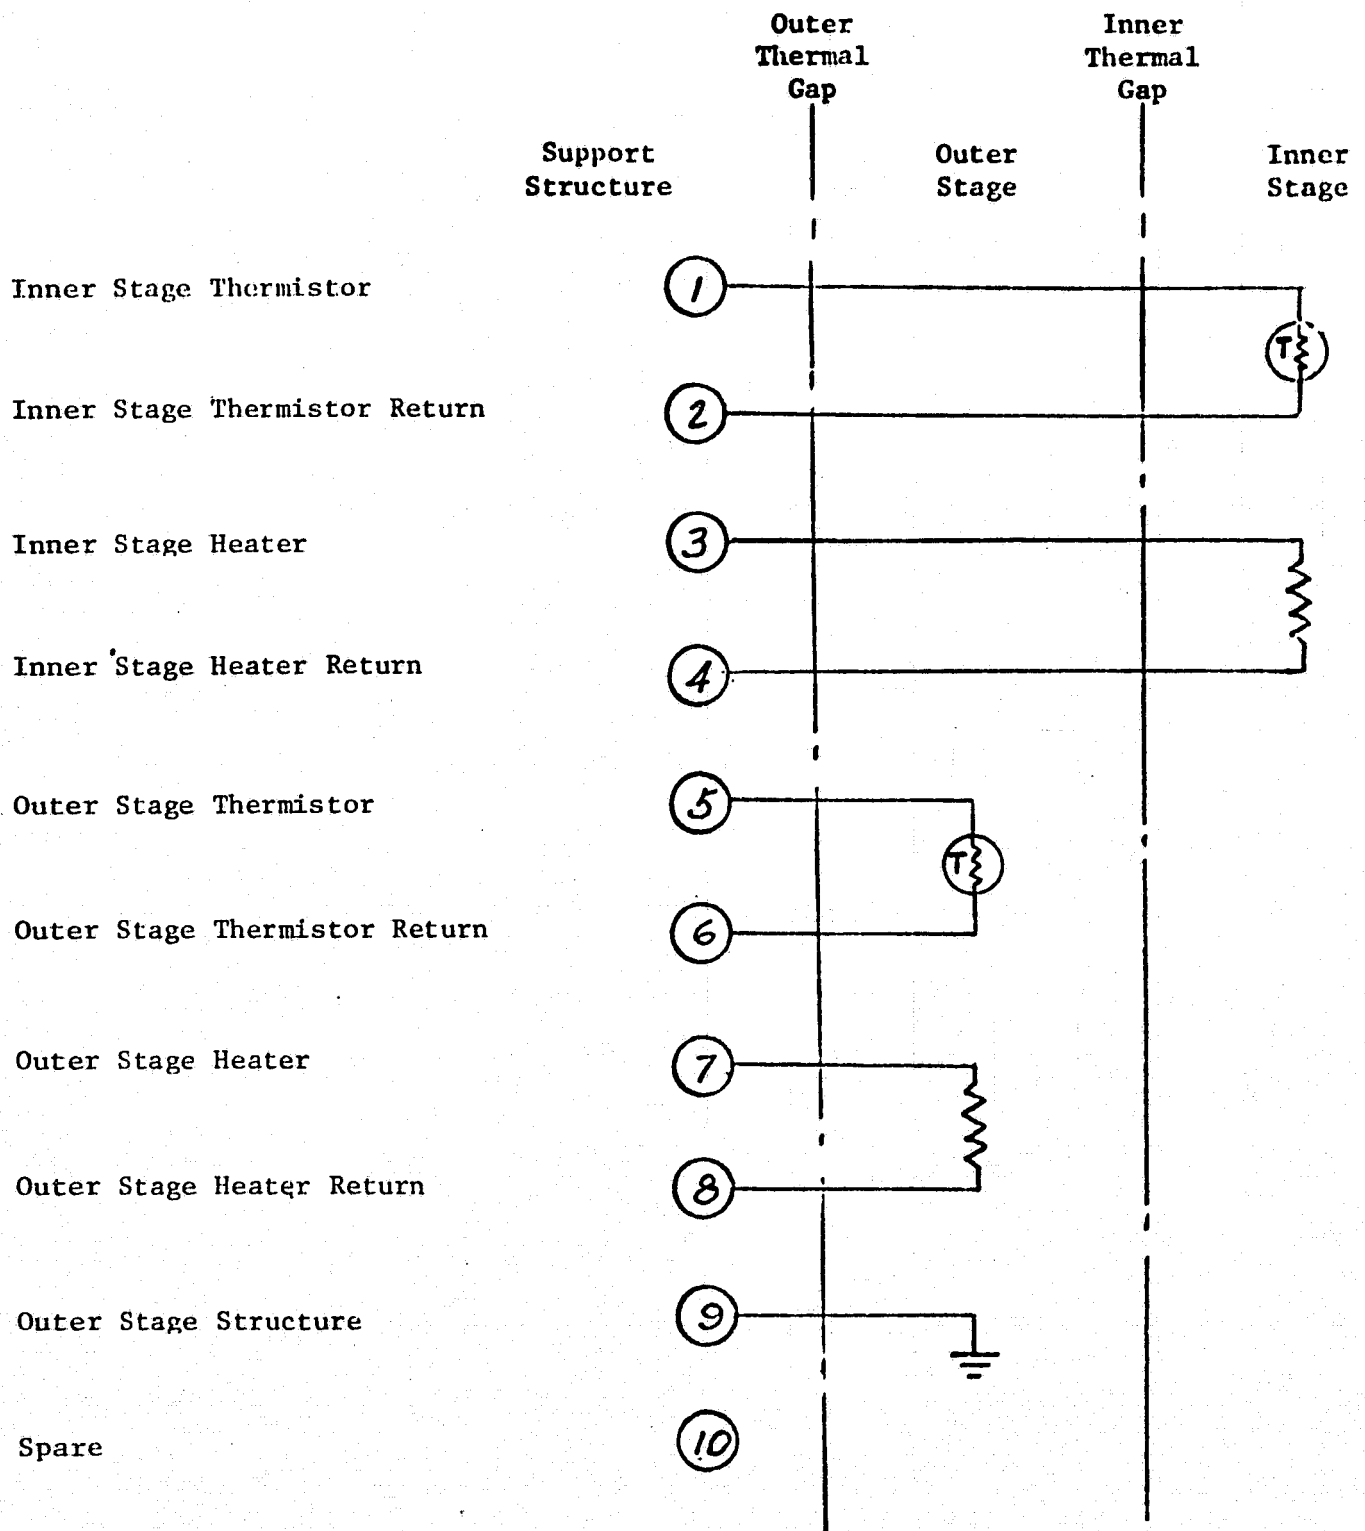 Outer
Thermal
Gap
Inner
Thermal
Gap
Support
Structure
Outer
Stage
Inner
Stage
Inner Stage Thermistor
1
T
Inner Stage Thermistor Return
2
Inner Stage Heater
3
Inner Stage Heater Return
4
Outer Stage Thermistor
5
T
Outer Stage Thermistor Return
6
Outer Stage Heater
7
Outer Stage Heater Return
8
Outer Stage Structure
9
Spare
10